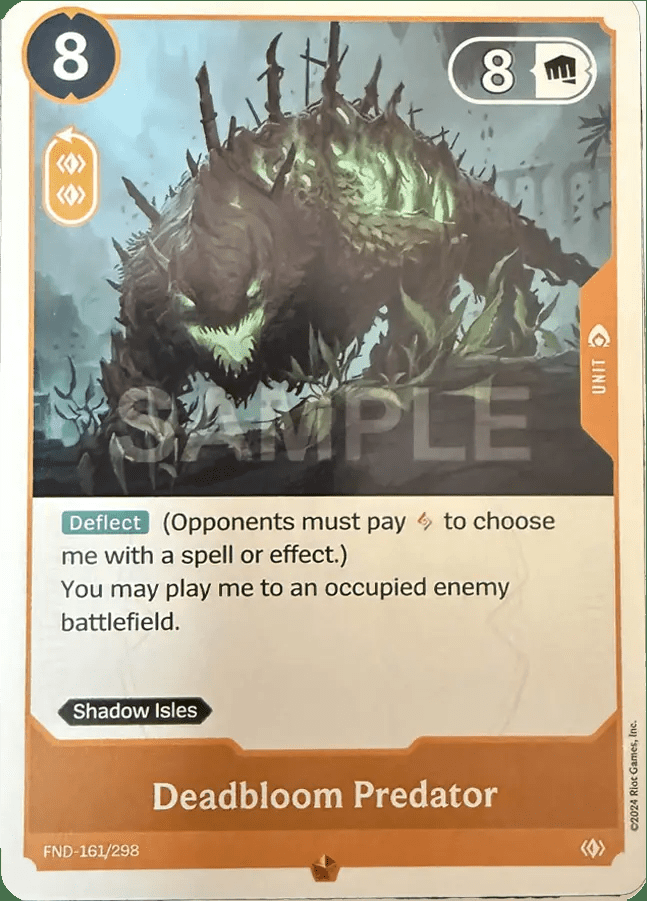 8
8
UNIT
SAMPLE
Deflect (Opponents must pay to choose
me with a spell or effect.)
You may play me to an occupied enemy
battlefield.
Shadow Isles
Deadbloom Predator
©2024 Riot Games, Inc.
FND-161/298